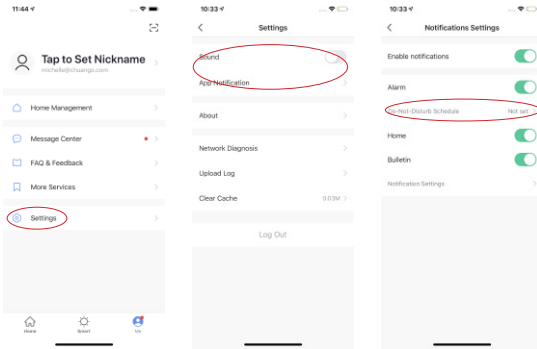 11:44
Tap to Set Nickname
michelle@chuango.com
Home Management
Message Center
FAQ & Feedback
More Services
Settings
Home
Smart
Me
10:33
Settings
Sound
App Notification
About
Network Diagnosis
Upload Log
Clear Cache 0.03M
Log Out
10:33
Notifications Settings
Enable notifications
Alarm
Do-Not-Disturb Schedule Not set
Home
Bulletin
Notification Settings